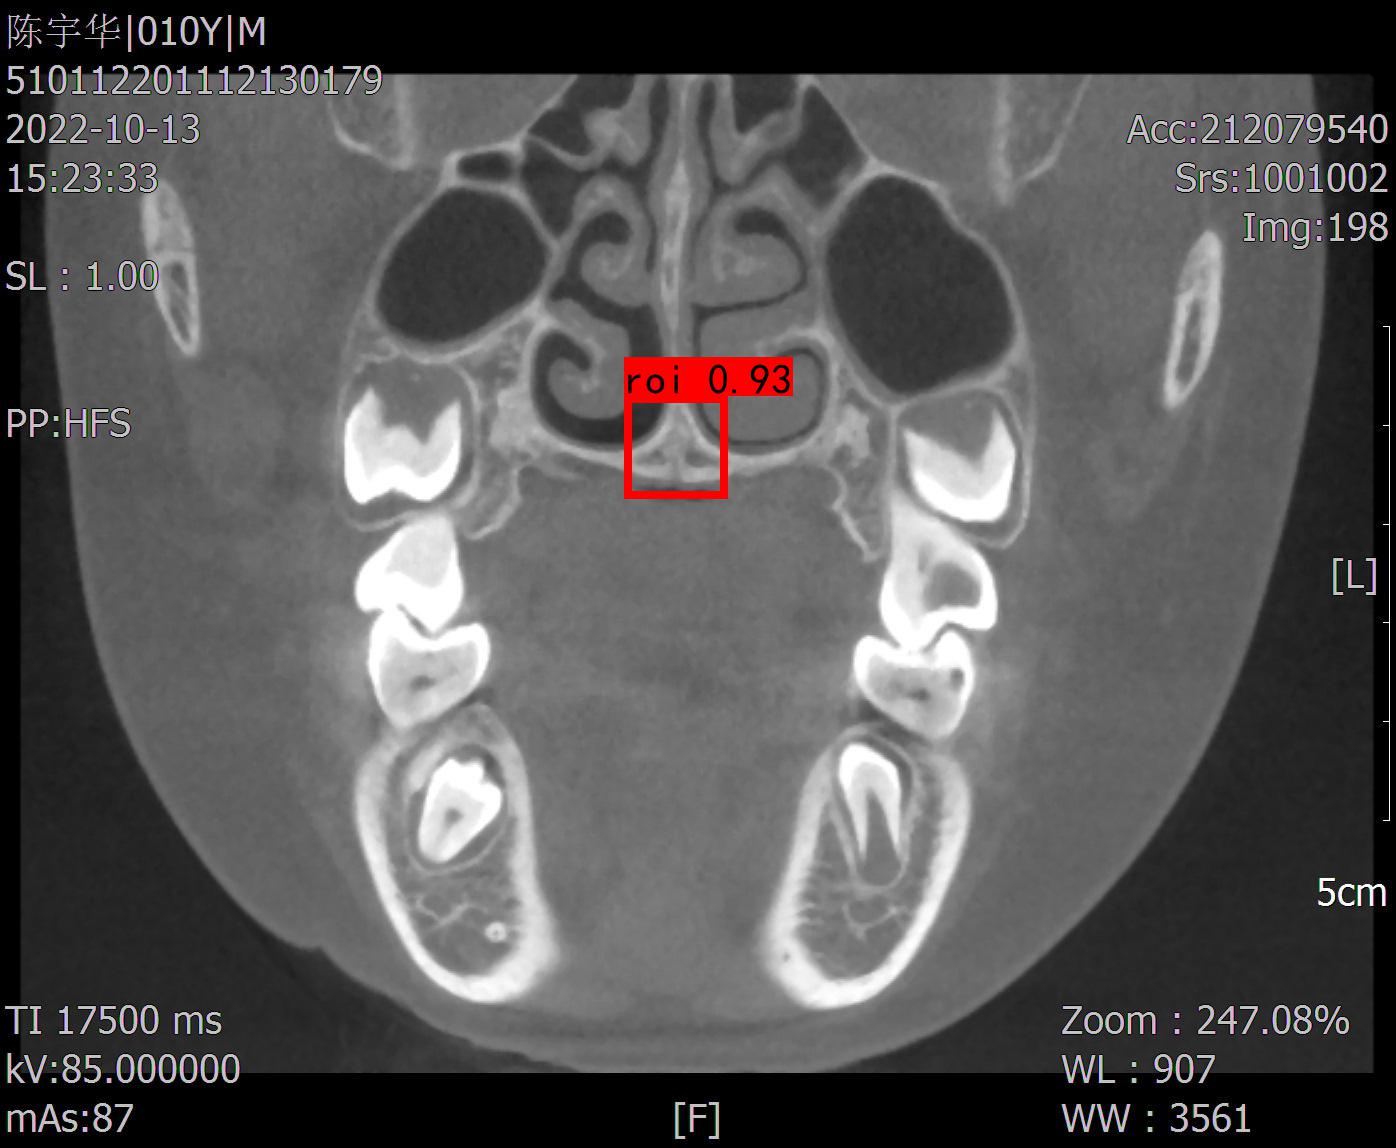 陈宇华|010Y|M
510112201112130179
2022-10-13
15:23:33
SL : 1.00
PP:HFS
Acc:212079540
Srs:1001002
Img:198
roi 0.93
[L]
5cm
TI 17500 ms
kV:85.000000
mAs:87
[F]
Zoom : 247.08%
WL : 907
WW : 3561